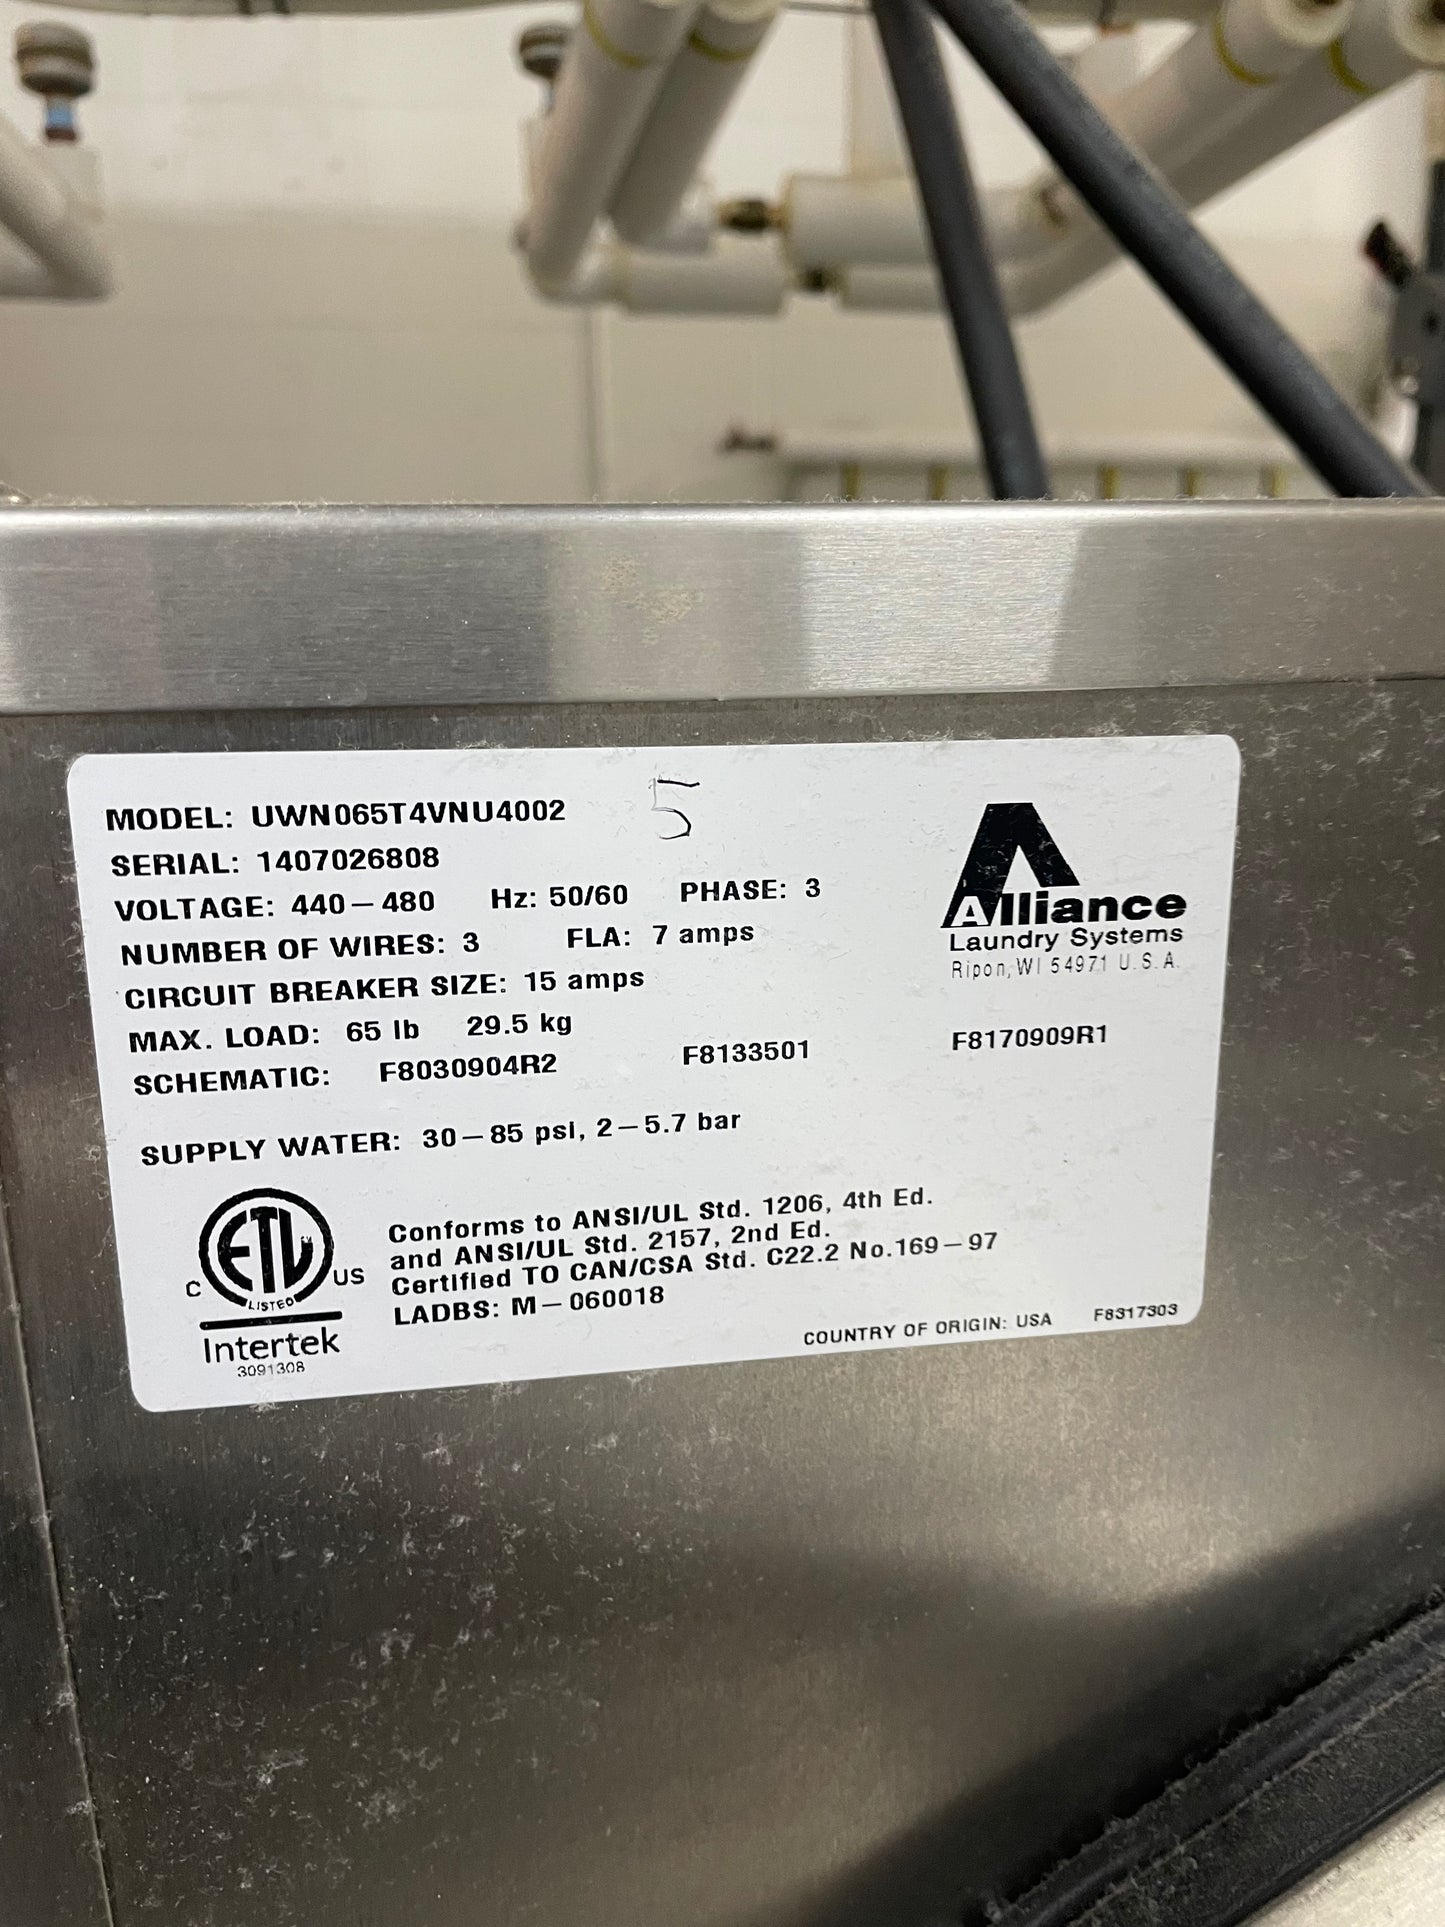 5
MODEL: UWN065T4VNU4002
SERIAL: 1407026808
VOLTAGE: 440-480 Hz: 50/60 PHASE: 3
NUMBER OF WIRES: 3 FLA: 7 amps
CIRCUIT BREAKER SIZE: 15 amps
MAX. LOAD: 65 lb 29.5 kg
SCHEMATIC: F8030904R2 F8133501 F8170909R1
Alliance
Laundry Systems
Ripon, WI 54971 U.S.A.
SUPPLY WATER: 30-85 psi, 2-5.7 bar
C ETL US
LISTED
Intertek
3091308
Conforms to ANSI/UL Std. 1206, 4th Ed.
and ANSI/UL Std. 2157, 2nd Ed.
Certified TO CAN/CSA Std. C22.2 No.169-97
LADBS: M-060018
COUNTRY OF ORIGIN: USA F8317303